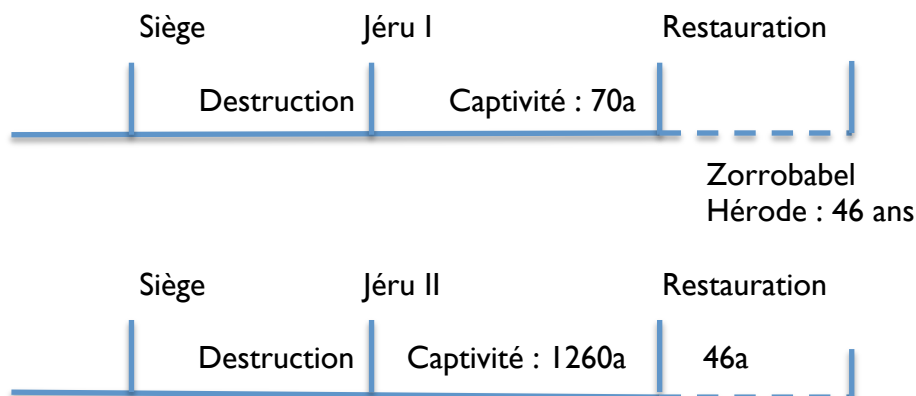 Siège Jéru I Restauration
Destruction Captivité : 70a
Zorrobabel
Hérode : 46 ans
Siège Jéru II Restauration
Destruction Captivité : 1260a 46a